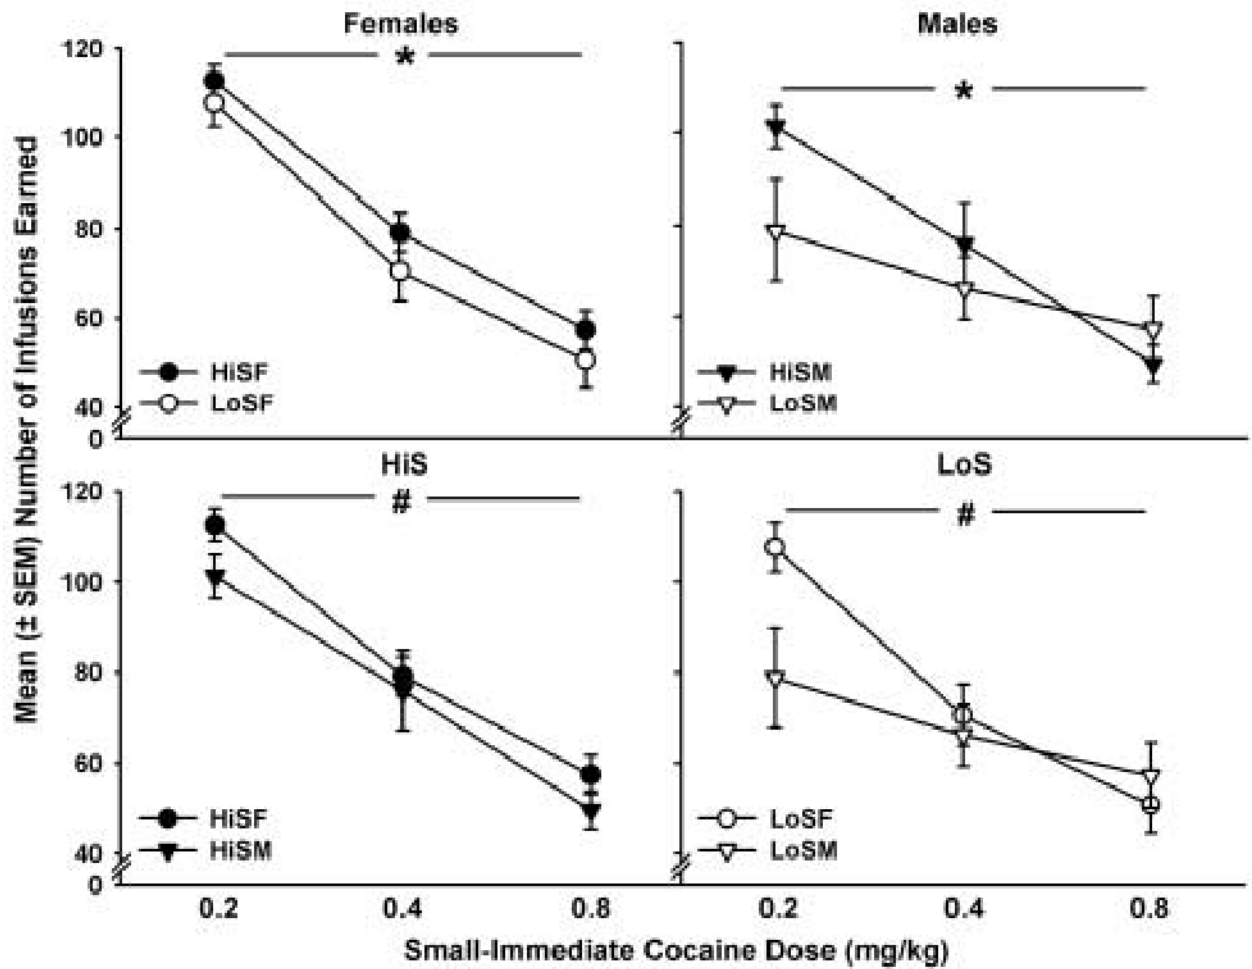 Females
Males
Mean (± SEM) Number of Infusions Earned
120
100
80
60
40
0
*
*
HiSF
LoSF
HiSM
LoSM
HiS
LoS
120
100
80
60
40
0
#
#
HiSF
HiSM
LoSF
LoSM
0.2 0.4 0.8 0.2 0.4 0.8
Small-Immediate Cocaine Dose (mg/kg)